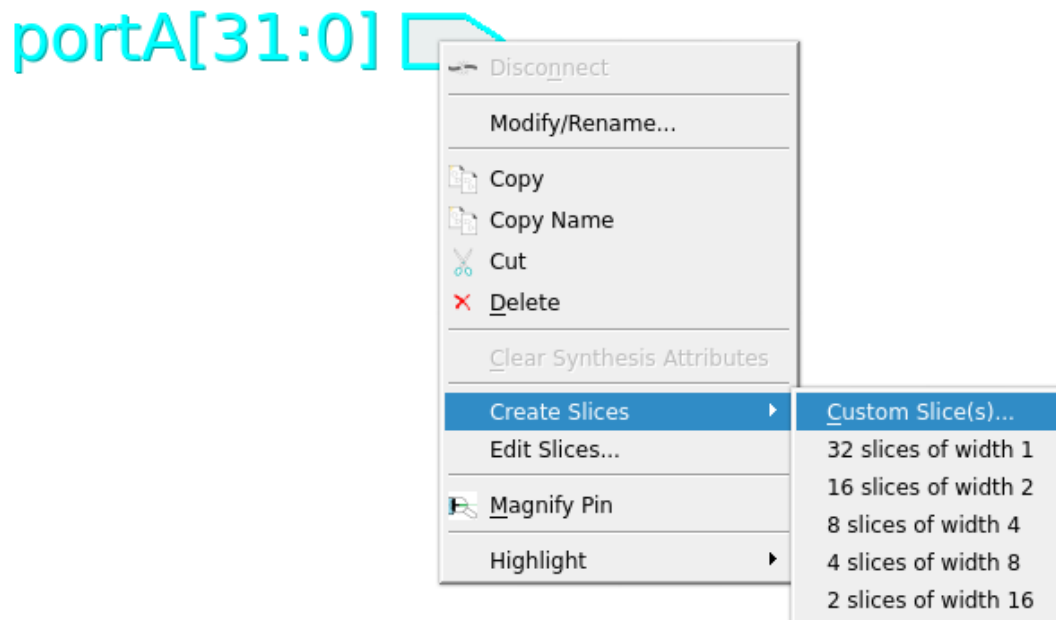 portA[31:0]
Disconnect
Modify/Rename...
Copy
Copy Name
Cut
Delete
Clear Synthesis Attributes
Create Slices
Custom Slice(s)...
Edit Slices...
32 slices of width 1
16 slices of width 2
Magnify Pin
8 slices of width 4
Highlight
4 slices of width 8
2 slices of width 16